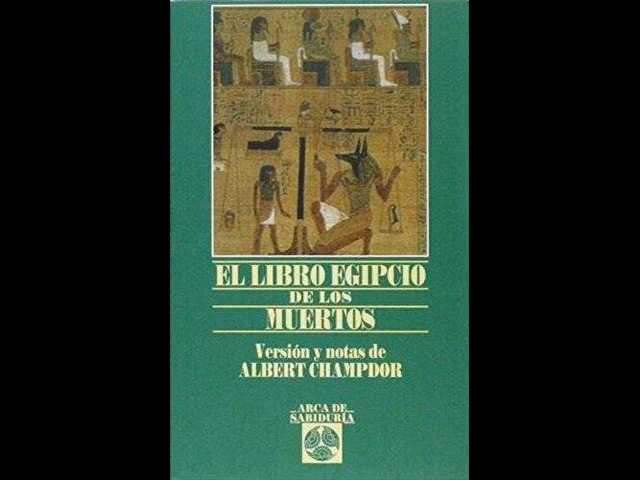 EL LIBRO EGIPCIO
DE LOS
MUERTOS
Versión y notas de
ALBERT CHAMPDOR
ARCA DE
SABIDURÍA